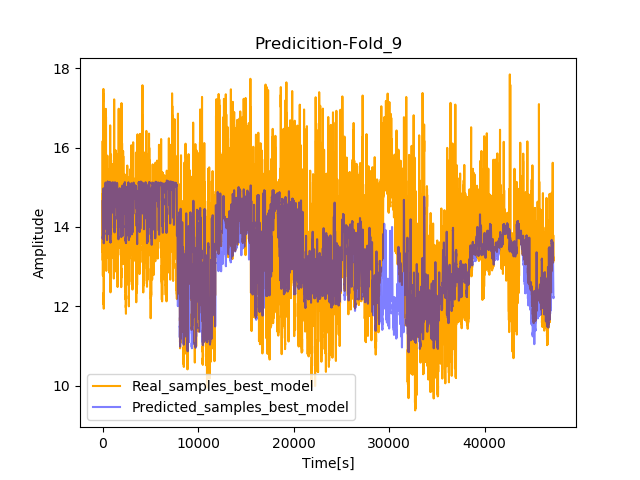 Predicition-Fold_9
18
16
14
12
10
Amplitude
Real_samples_best_model
Predicted_samples_best_model
0 10000 20000 30000 40000
Time[s]